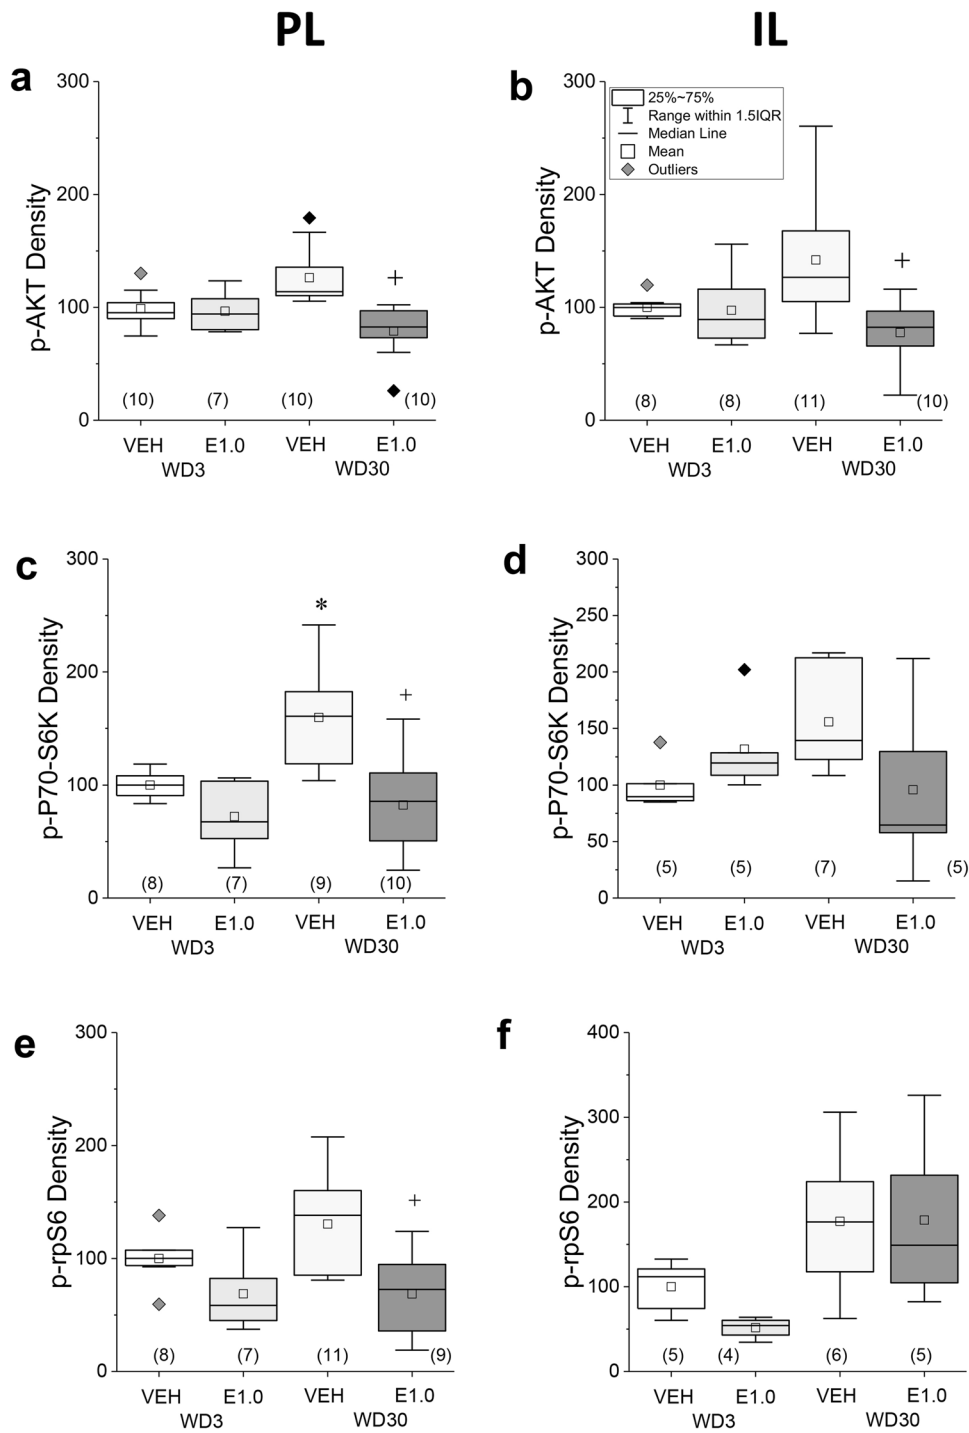 PL
IL
a
300
200
100
0
p-AKT Density
*(10)
(7)
(10)
(10)
VEH
E1.0
VEH
E1.0
WD3
WD30
b
300
200
100
0
p-AKT Density
25%~75%
Range within 1.5IQR
Median Line
Mean
Outliers
+
+
(8)
(8)
(11)
(10)
VEH
E1.0
VEH
E1.0
WD3
WD30
c
300
200
100
0
p-P70-S6K Density
*
+
(8)
(7)
(9)
(10)
VEH
E1.0
VEH
E1.0
WD3
WD30
d
300
250
200
150
100
50
0
p-P70-S6K Density
(5)
(5)
(7)
(5)
VEH
E1.0
VEH
E1.0
WD3
WD30
e
300
200
100
0
p-rpS6 Density
+
(8)
(7)
(11)
(9)
VEH
E1.0
VEH
E1.0
WD3
WD30
f
400
300
200
100
0
p-rpS6 Density
(5)
(4)
(6)
(5)
VEH
E1.0
VEH
E1.0
WD3
WD30